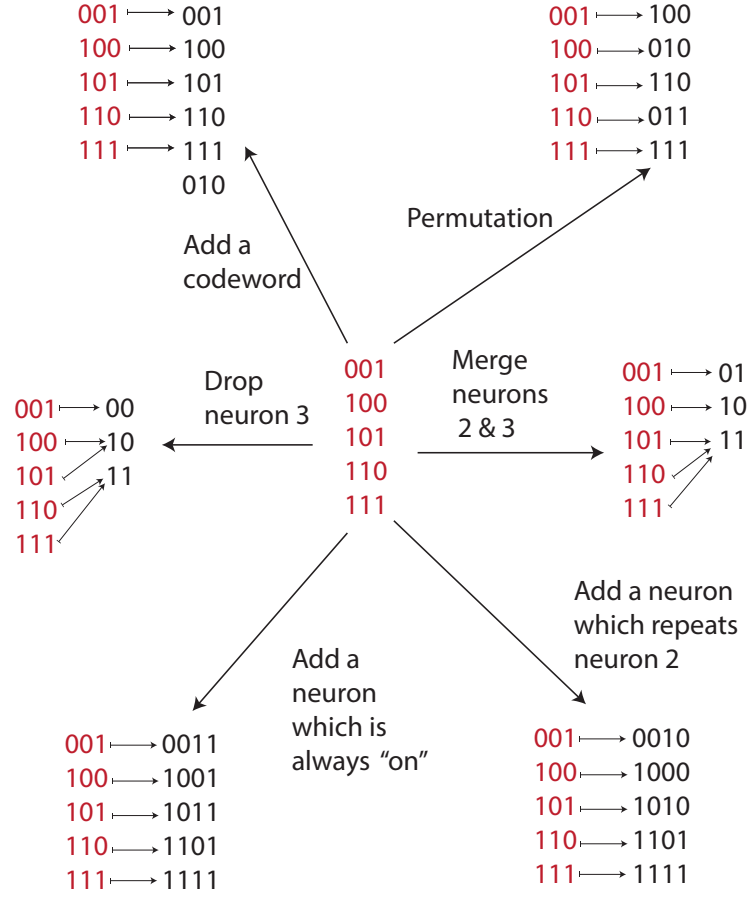 001 001
100 100
101 101
110 110
111 111
010
Add a
codeword
001 100
100 010
101 110
110 011
111 111
Permutation
001
100
101
110
111
Drop
neuron 3
001 00
100 10
101 11
110
111
Merge
neurons
2 & 3
001 01
100 10
101 11
110
111
Add a
neuron
which is
always "on"
001 0011
100 1001
101 1011
110 1101
111 1111
Add a neuron
which repeats
neuron 2
001 0010
100 1000
101 1010
110 1101
111 1111